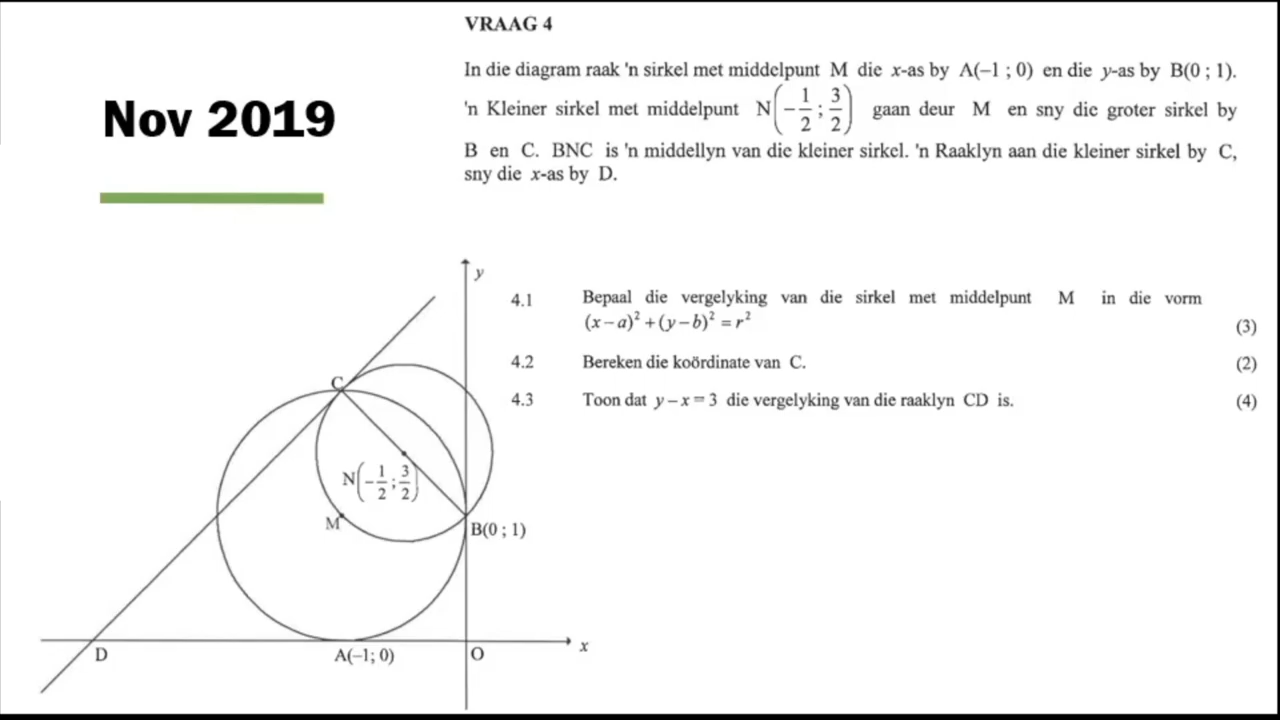 Nov 2019
VRAAG 4
In die diagram raak 'n sirkel met middelpunt M die x-as by A(−1 ; 0) en die y-as by B(0 ; 1).
'n Kleiner sirkel met middelpunt N(−1/2 ; 3/2) gaan deur M en sny die groter sirkel by
B en C. BNC is 'n middellyn van die kleiner sirkel. 'n Raaklyn aan die kleiner sirkel by C,
sny die x-as by D.
4.1 Bepaal die vergelyking van die sirkel met middelpunt M in die vorm
(x − a)² + (y − b)² = r² (3)
4.2 Bereken die koördinate van C. (2)
4.3 Toon dat y − x = 3 die vergelyking van die raaklyn CD is. (4)
y
C
N(−1/2 ; 3/2)
M
B(0 ; 1)
x
D
A(−1; 0)
O